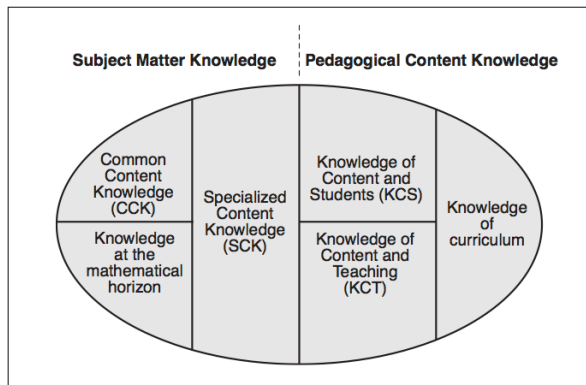 Subject Matter Knowledge
Pedagogical Content Knowledge
Common
Content
Knowledge
(CCK)
Knowledge
at the
mathematical
horizon
Specialized
Content
Knowledge
(SCK)
Knowledge of
Content and
Students (KCS)
Knowledge of
Content and
Teaching
(KCT)
Knowledge
of
curriculum